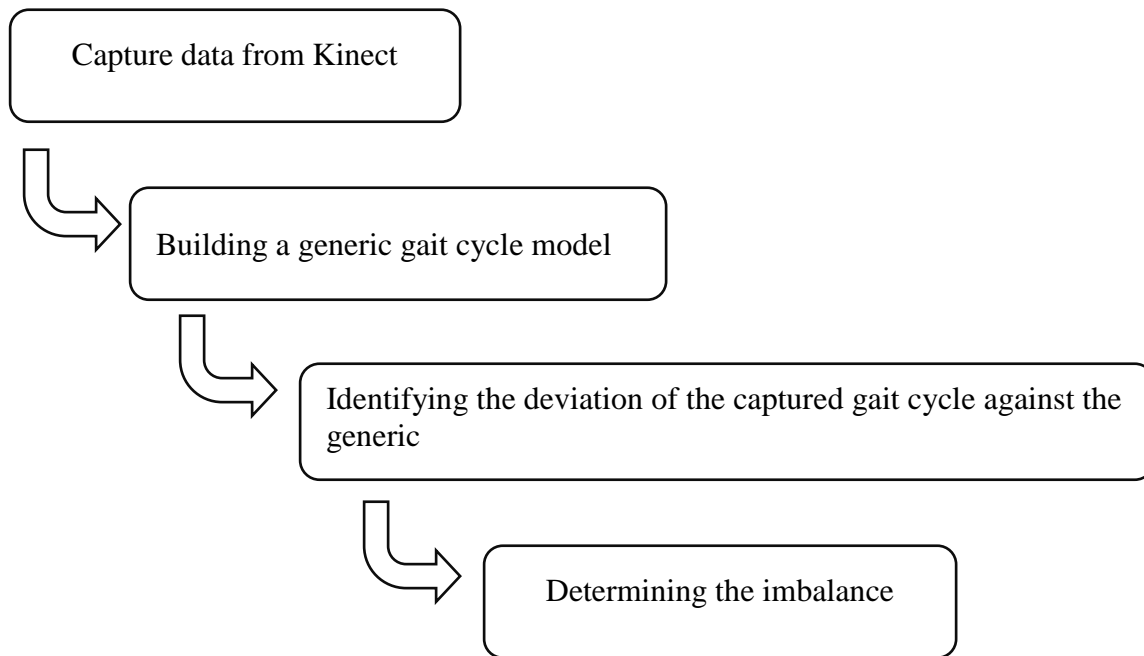 Capture data from Kinect
Building a generic gait cycle model
Identifying the deviation of the captured gait cycle against the
generic
Determining the imbalance